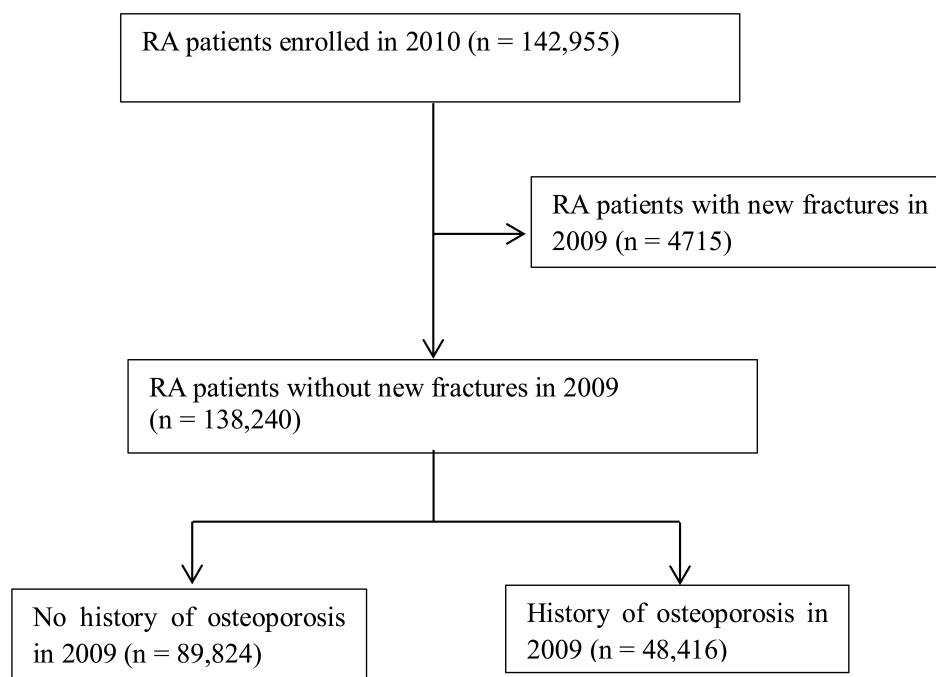 RA patients enrolled in 2010 (n = 142,955)
RA patients with new fractures in
2009 (n = 4715)
RA patients without new fractures in 2009
(n = 138,240)
No history of osteoporosis
in 2009 (n = 89,824)
History of osteoporosis in
2009 (n = 48,416)